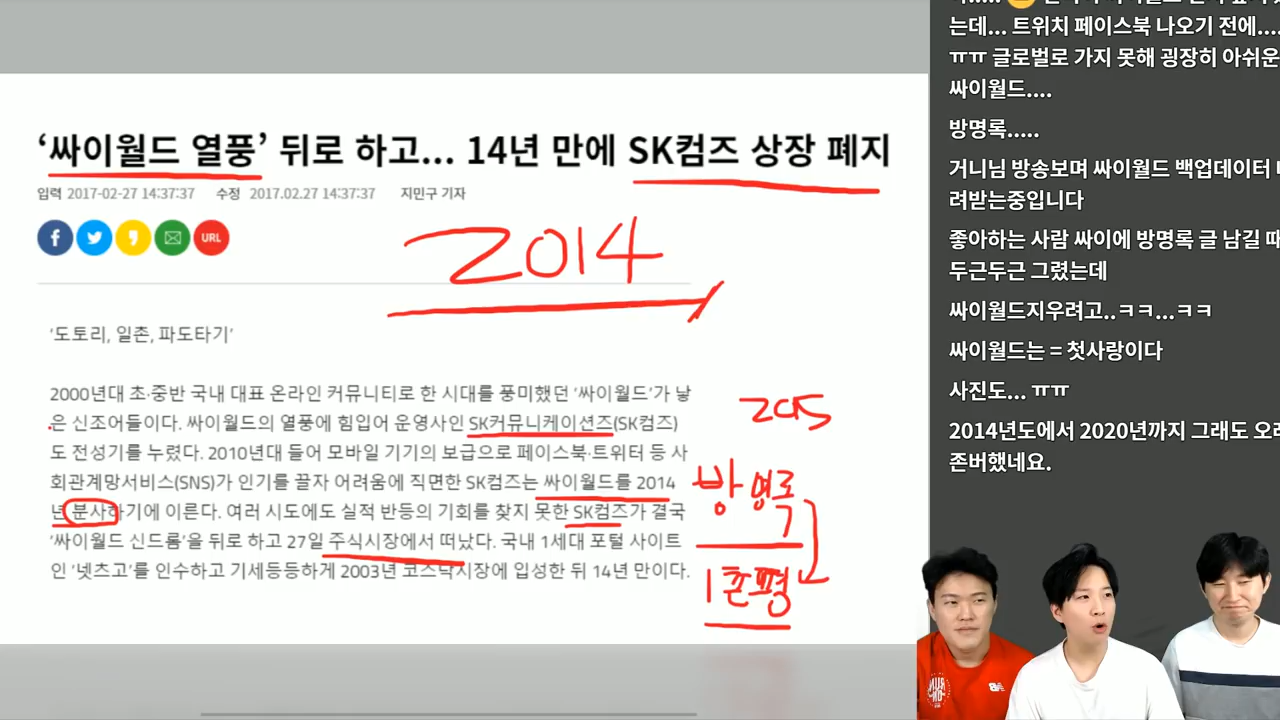 ‘싸이월드 열풍’ 뒤로 하고... 14년 만에 SK컴즈 상장 폐지
입력 2017-02-27 14:37:37 수정 2017.02.27 14:37:37 지민구 기자
URL
2014
‘도토리, 일촌, 파도타기’
2000년대 초·중반 국내 대표 온라인 커뮤니티로 한 시대를 풍미했던 ‘싸이월드’가 낳
은 신조어들이다. 싸이월드의 열풍에 힘입어 운영사인 SK커뮤니케이션즈(SK컴즈)
도 전성기를 누렸다. 2010년대 들어 모바일 기기의 보급으로 페이스북·트위터 등 사
회관계망서비스(SNS)가 인기를 끌자 어려움에 직면한 SK컴즈는 싸이월드를 2014
년 분사하기에 이른다. 여러 시도에도 실적 반등의 기회를 찾지 못한 SK컴즈가 결국
‘싸이월드 신드롬’을 뒤로 하고 27일 주식시장에서 떠났다. 국내 1세대 포털 사이트
인 ‘넷츠고’를 인수하고 기세등등하게 2003년 코스닥시장에 입성한 뒤 14년 만이다.
2015
방명록
1촌평
는데... 트위치 페이스북 나오기 전에....
ㅠㅠ 글로벌로 가지 못해 굉장히 아쉬운
싸이월드....
방명록.....
거니님 방송보며 싸이월드 백업데이터
려받는중입니다
좋아하는 사람 싸이에 방명록 글 남길 때
두근두근 그렸는데
싸이월드지우려고..ㅋㅋ...ㅋㅋ
싸이월드는 = 첫사랑이다
사진도... ㅠㅠ
2014년도에서 2020년까지 그래도 오래
존버했네요.